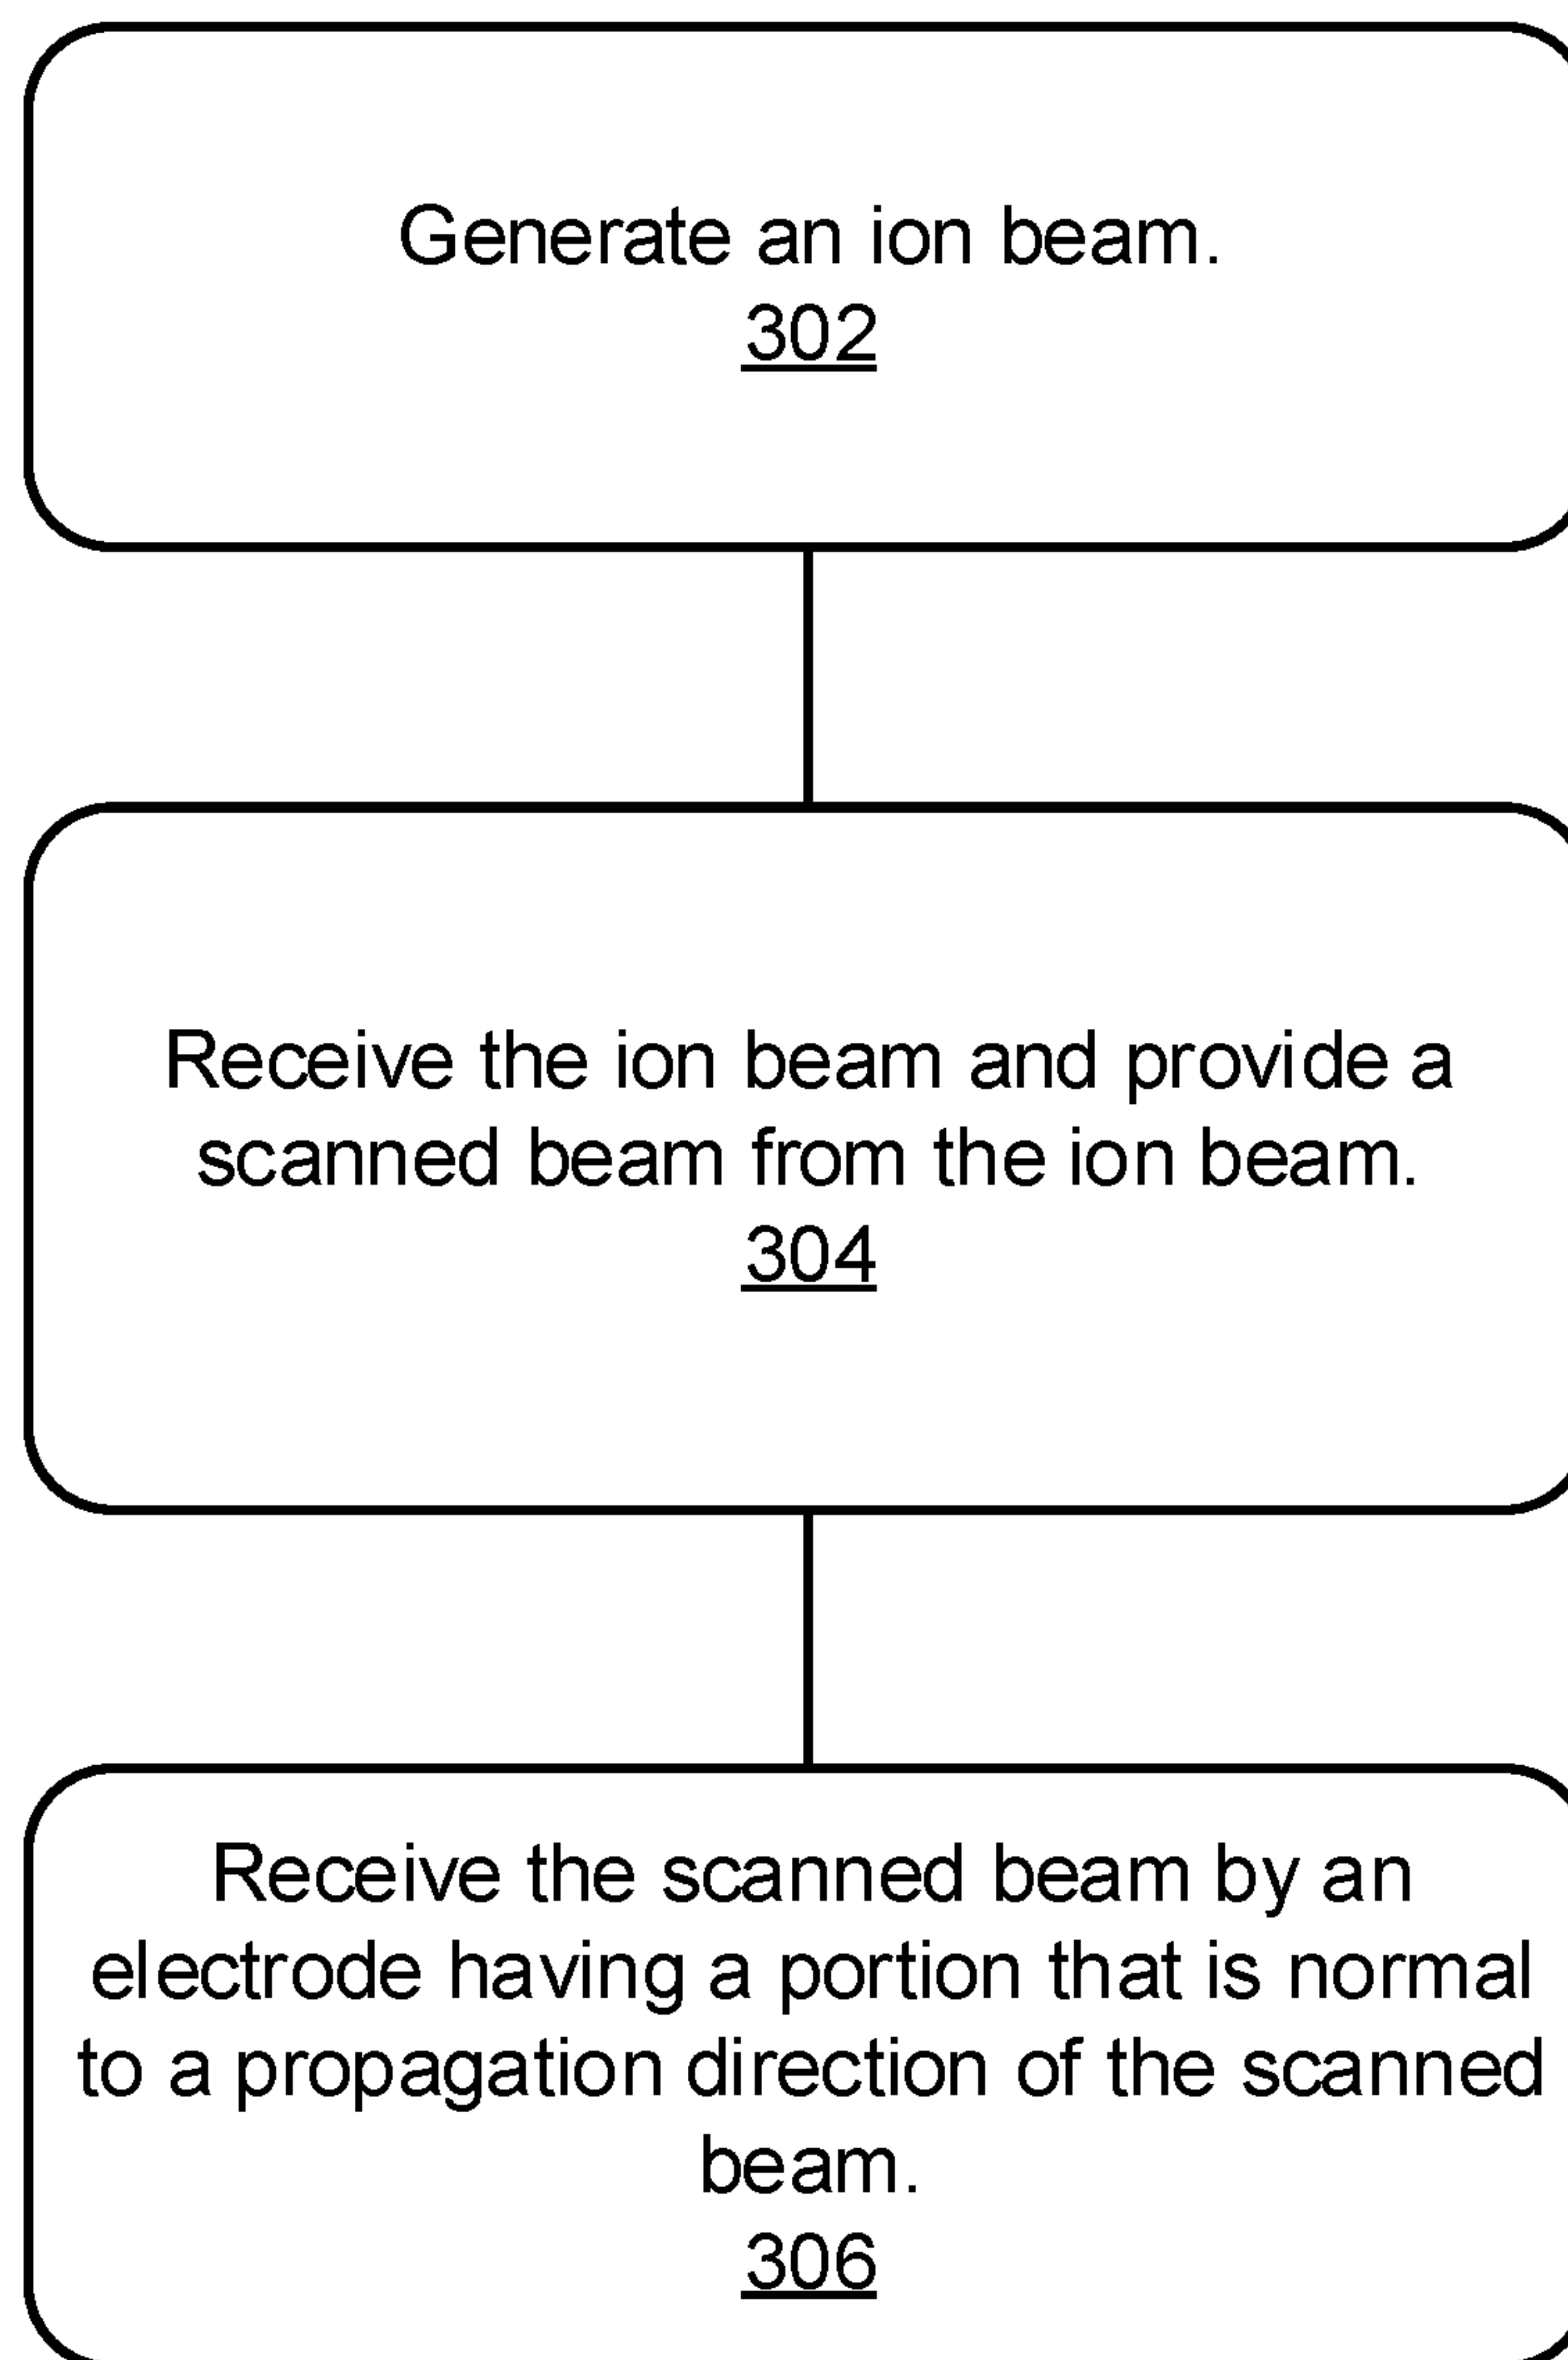 Generate an ion beam.
302
Receive the ion beam and provide a
scanned beam from the ion beam.
304
Receive the scanned beam by an
electrode having a portion that is normal
to a propagation direction of the scanned
beam.
306